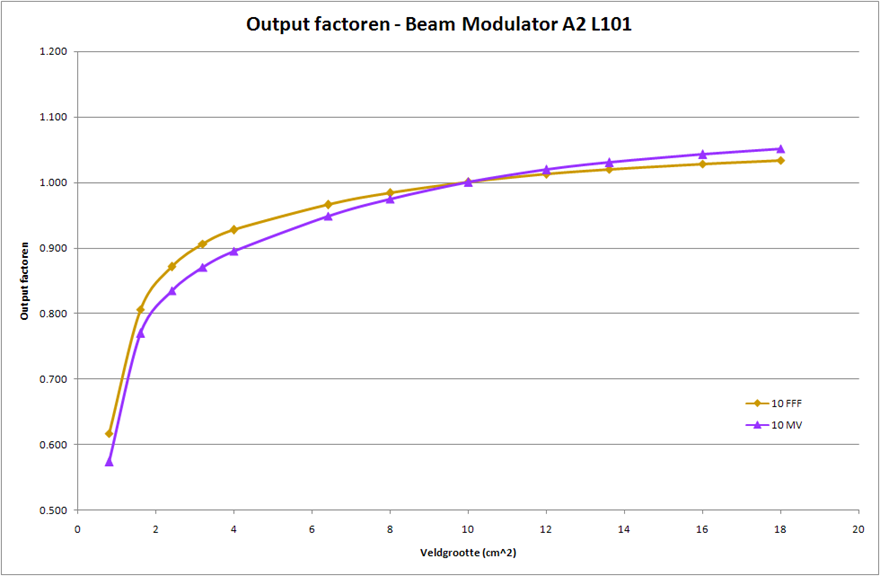 Output factoren - Beam Modulator A2 L101
1.200
1.100
1.000
0.900
0.800
0.700
0.600
0.500
Output factoren
10 FFF
10 MV
0 2 4 6 8 10 12 14 16 18 20
Veldgrootte (cm^2)